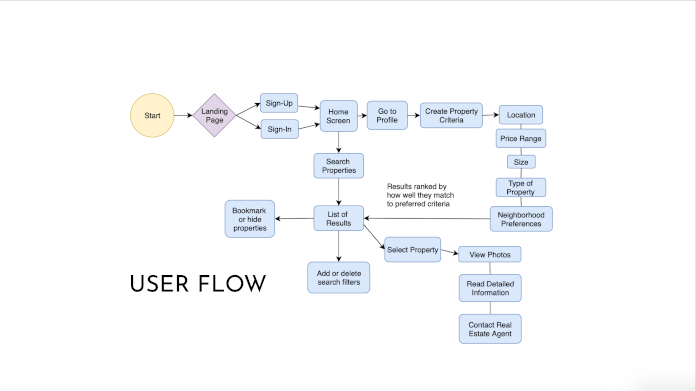 Start
Landing
Page
Sign-Up
Sign-In
Home
Screen
Go to
Profile
Create Property
Criteria
Location
Price Range
Size
Type of
Property
Neighborhood
Preferences
Search
Properties
Results ranked by
how well they match
to preferred criteria
List of
Results
Bookmark
or hide
properties
Add or delete
search filters
Select Property
View Photos
Read Detailed
Information
Contact Real
Estate Agent
USER FLOW